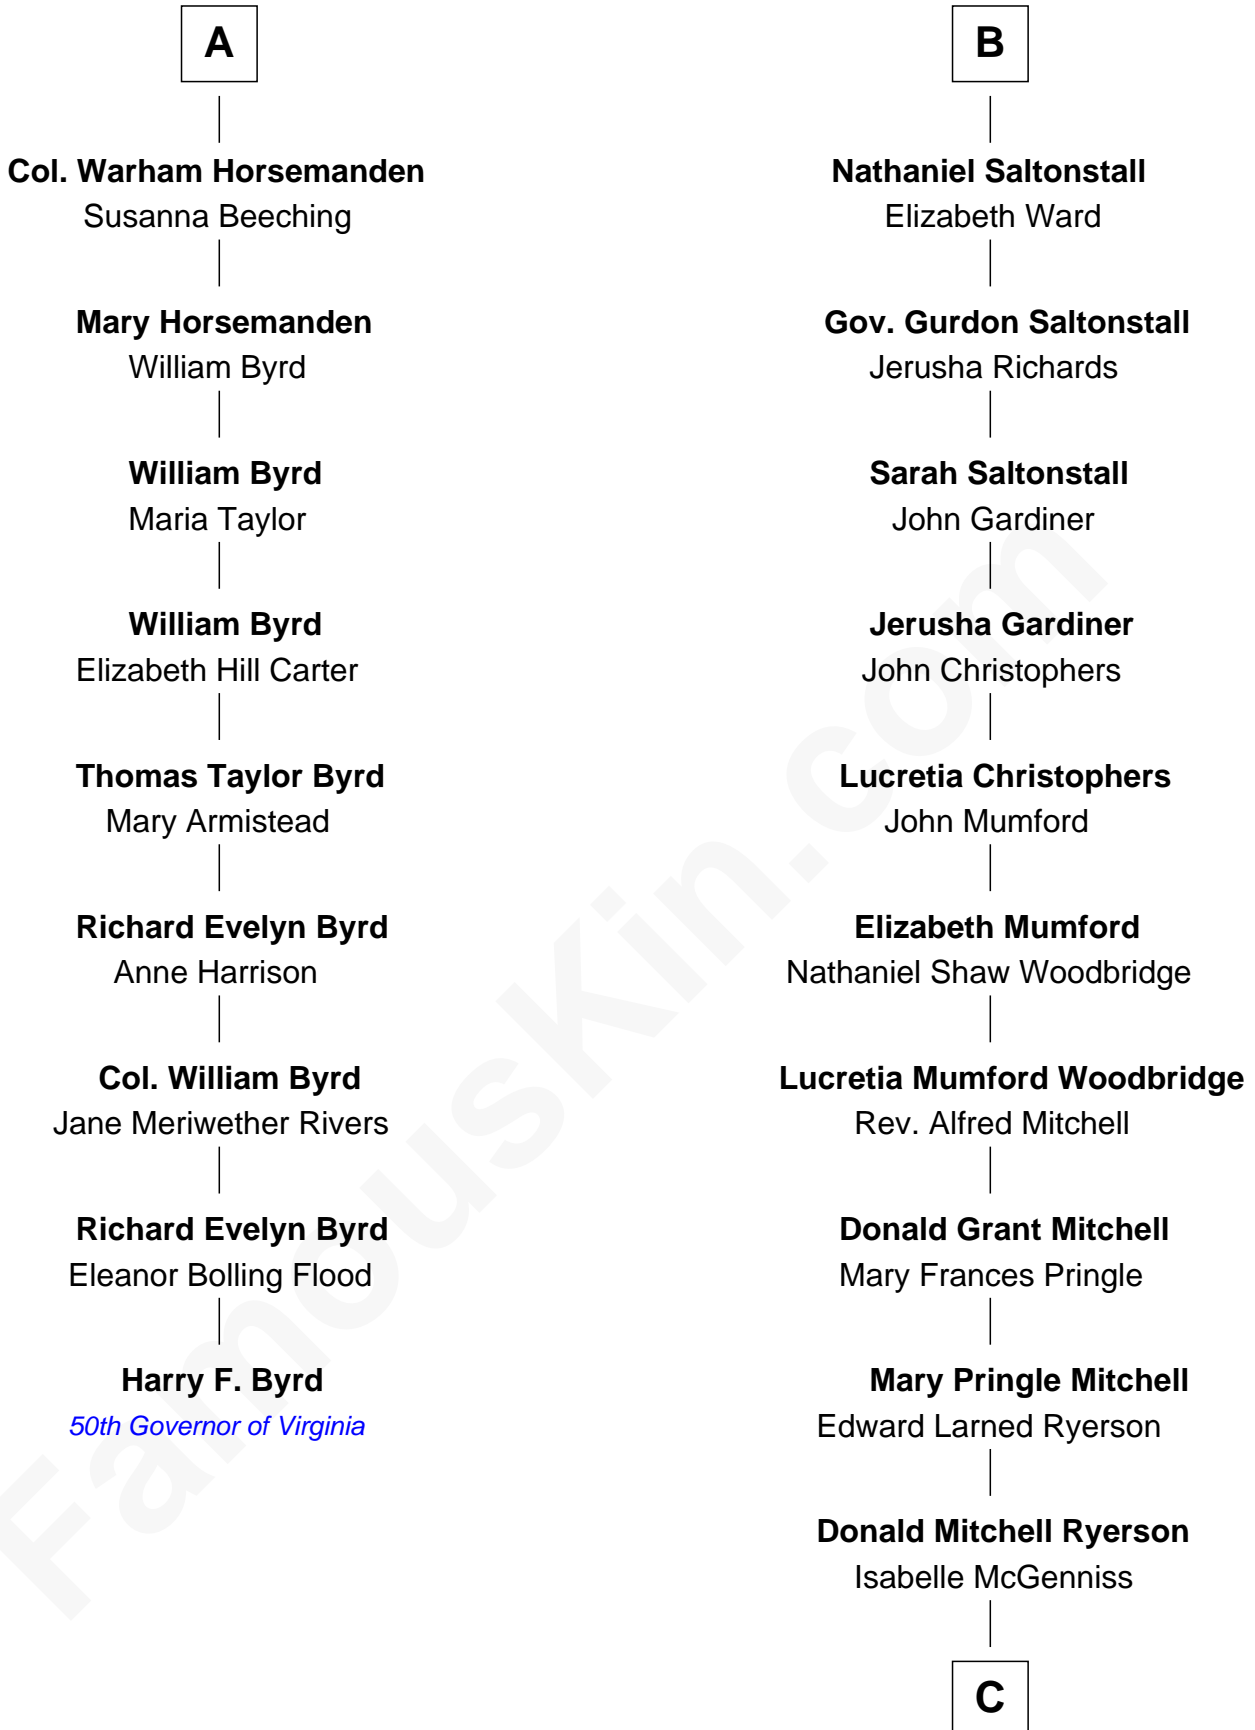 A
Col. Warham Horsemanden
Susanna Beeching
Mary Horsemanden
William Byrd
William Byrd
Maria Taylor
William Byrd
Elizabeth Hill Carter
Thomas Taylor Byrd
Mary Armistead
Richard Evelyn Byrd
Anne Harrison
Col. William Byrd
Jane Meriwether Rivers
Richard Evelyn Byrd
Eleanor Bolling Flood
Harry F. Byrd
50th Governor of Virginia
B
Nathaniel Saltonstall
Elizabeth Ward
Gov. Gurdon Saltonstall
Jerusha Richards
Sarah Saltonstall
John Gardiner
Jerusha Gardiner
John Christophers
Lucretia Christophers
John Mumford
Elizabeth Mumford
Nathaniel Shaw Woodbridge
Lucretia Mumford Woodbridge
Rev. Alfred Mitchell
Donald Grant Mitchell
Mary Frances Pringle
Mary Pringle Mitchell
Edward Larned Ryerson
Donald Mitchell Ryerson
Isabelle McGenniss
C
FamousKin.com